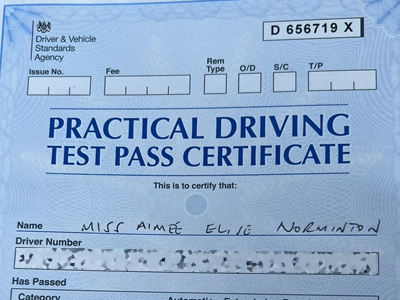 Driver & Vehicle
Standards
Agency
D 656719 X
Issue No.
Fee
Rem
Type
O/D
S/C
T/P
PRACTICAL DRIVING
TEST PASS CERTIFICATE
This is to certify that:
Name MISS AIMEE ELISE NORMINTON
Driver Number
Has Passed
Category